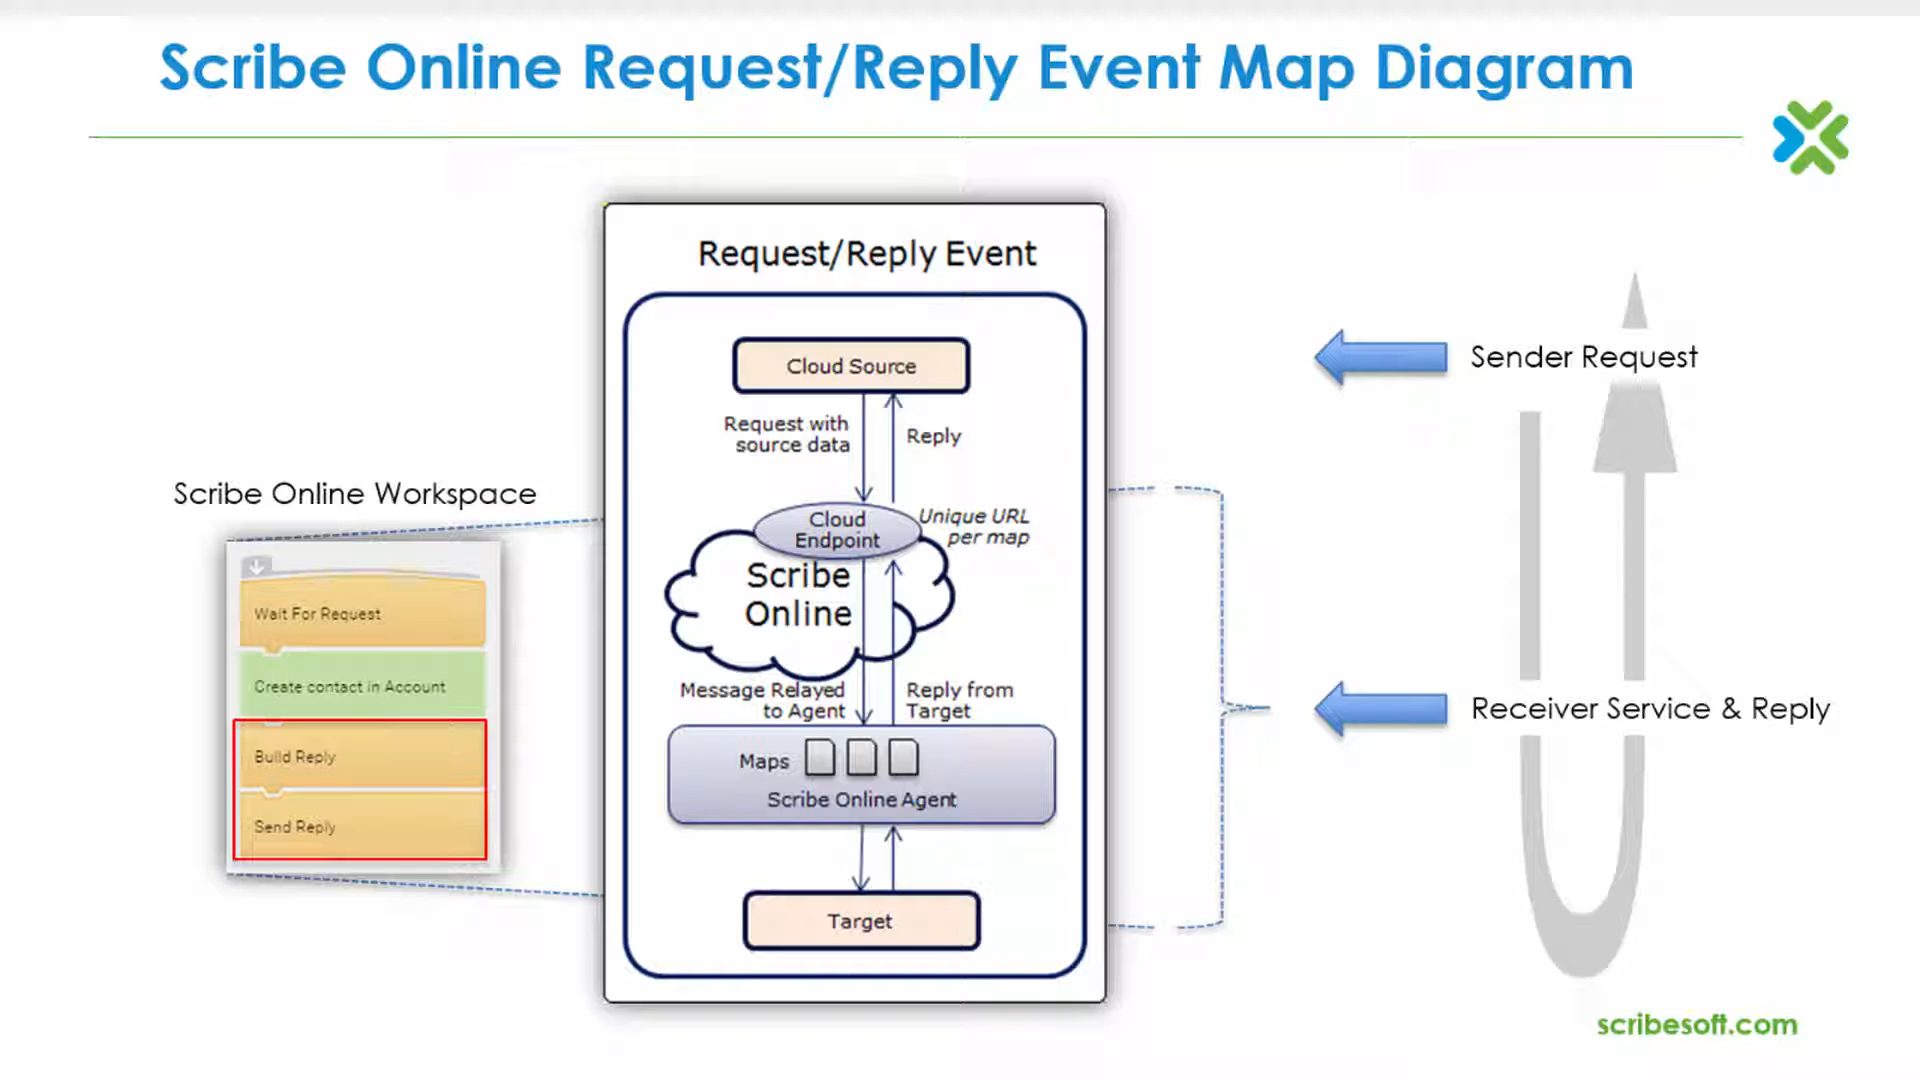 Scribe Online Request/Reply Event Map Diagram
Request/Reply Event
Cloud Source
Request with
source data
Reply
Cloud
Endpoint
Unique URL
per map
Scribe
Online
Message Relayed
to Agent
Reply from
Target
Maps
Scribe Online Agent
Target
Scribe Online Workspace
Wait For Request
Create contact in Account
Build Reply
Send Reply
Sender Request
Receiver Service & Reply
scribesoft.com